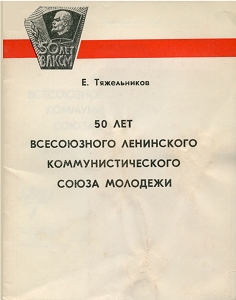 50 ЛЕТ
ВЛКСМ
Е. Тяжельников
50 ЛЕТ
ВСЕСОЮЗНОГО ЛЕНИНСКОГО
КОММУНИСТИЧЕСКОГО
СОЮЗА МОЛОДЕЖИ